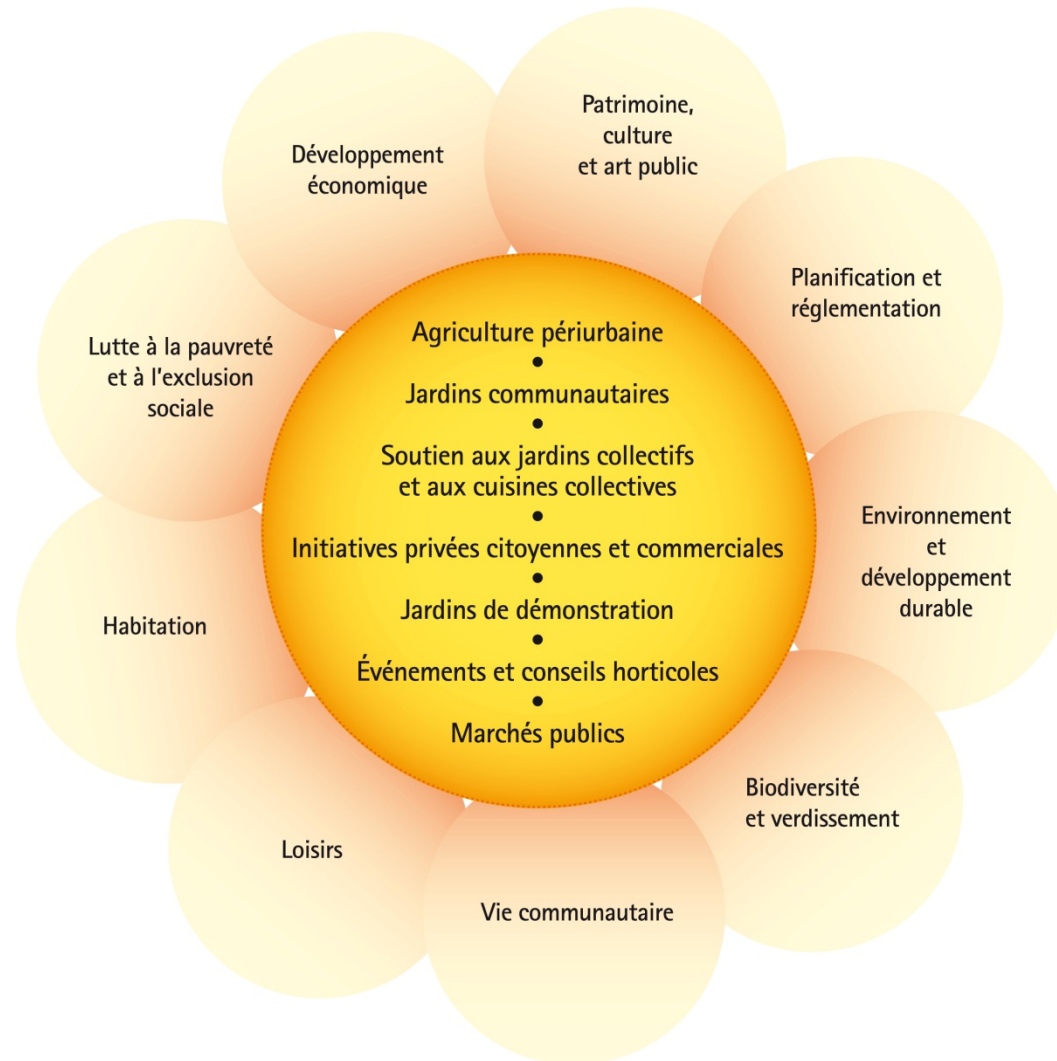 Patrimoine,
culture
et art public
Développement
économique
Planification et
réglementation
Lutte à la pauvreté
et à l'exclusion
sociale
Agriculture périurbaine
•
Jardins communautaires
•
Soutien aux jardins collectifs
et aux cuisines collectives
•
Initiatives privées citoyennes et commerciales
•
Jardins de démonstration
•
Événements et conseils horticoles
•
Marchés publics
Environnement
et
développement
durable
Habitation
Biodiversité
et verdissement
Loisirs
Vie communautaire